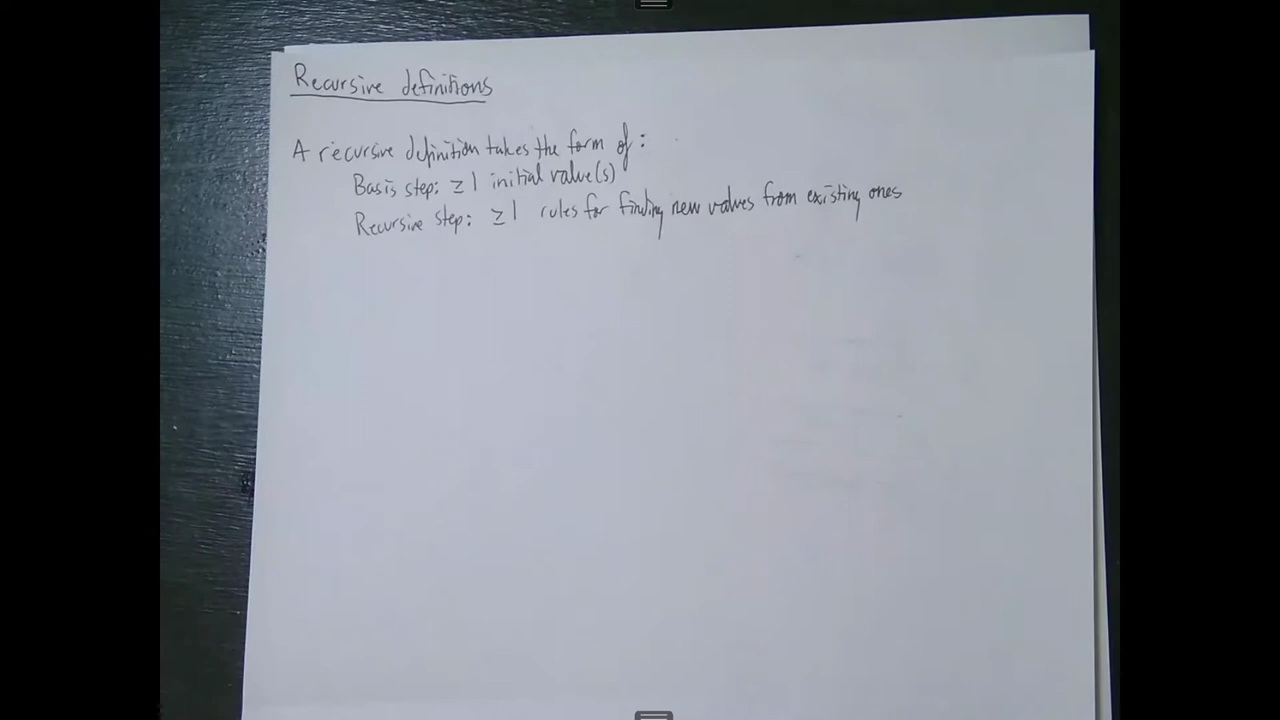 Recursive definitions
A recursive definition takes the form of:
Basis step: ≥1 initial value(s)
Recursive step: ≥1 rules for finding new values from existing ones